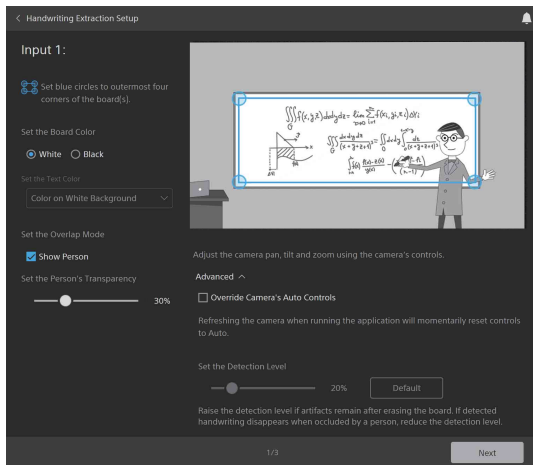 Handwriting Extraction Setup
Input 1:
Set blue circles to outermost four
corners of the board(s).
Set the Board Color
White
Black
Set the Text Color
Color on White Background
Set the Overlap Mode
Show Person
Set the Person's Transparency
30%
Adjust the camera pan, tilt and zoom using the camera's controls.
Advanced
Override Camera's Auto Controls
Refreshing the camera when running the application will momentarily reset controls
to Auto.
Set the Detection Level
20%
Default
Raise the detection level if artifacts remain after erasing the board. If detected
handwriting disappears when occluded by a person, reduce the detection level.
1/3
Next